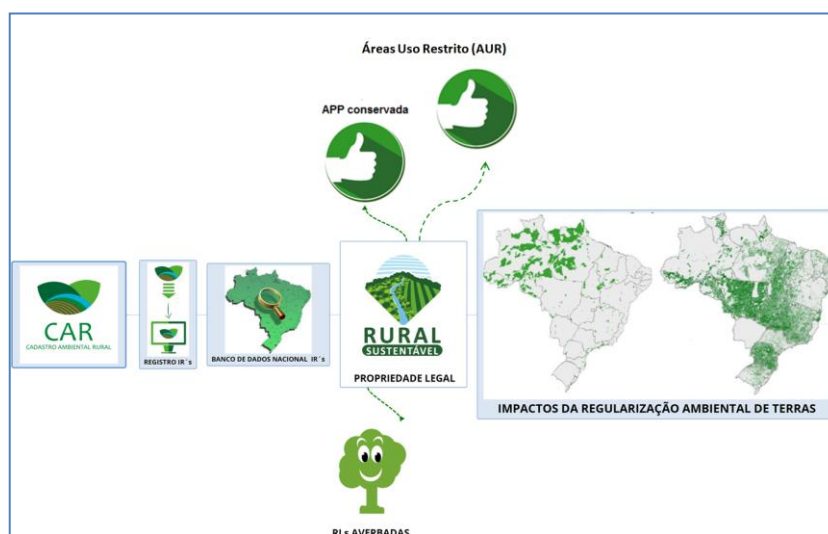 Áreas Uso Restrito (AUR)
APP conservada
CAR
CADASTRO AMBIENTAL RURAL
REGISTRO IR´s
BANCO DE DADOS NACIONAL IR´s
RURAL
SUSTENTÁVEL
PROPRIEDADE LEGAL
IMPACTOS DA REGULARIZAÇÃO AMBIENTAL DE TERRAS
RLs AVERBADAS